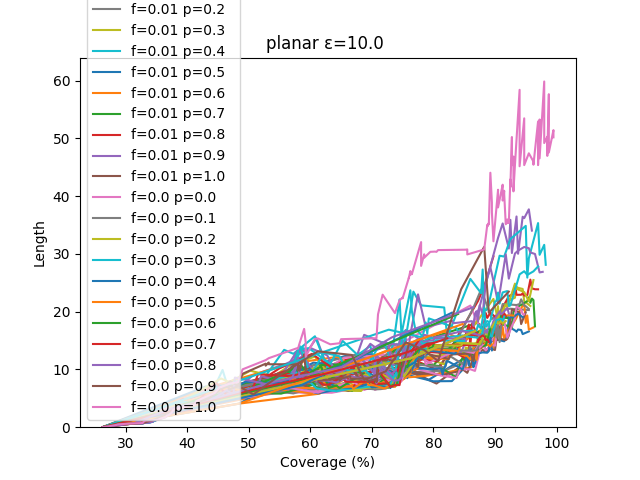 f=0.01 p=0.2
f=0.01 p=0.3
f=0.01 p=0.4
planar ε=10.0
f=0.01 p=0.5
f=0.01 p=0.6
f=0.01 p=0.7
f=0.01 p=0.8
f=0.01 p=0.9
f=0.01 p=1.0
f=0.0 p=0.0
f=0.0 p=0.1
f=0.0 p=0.2
f=0.0 p=0.3
f=0.0 p=0.4
f=0.0 p=0.5
f=0.0 p=0.6
f=0.0 p=0.7
f=0.0 p=0.8
f=0.0 p=0.9
f=0.0 p=1.0
60
50
40
30
20
10
0
Length
30 40 50 60 70 80 90 100
Coverage (%)